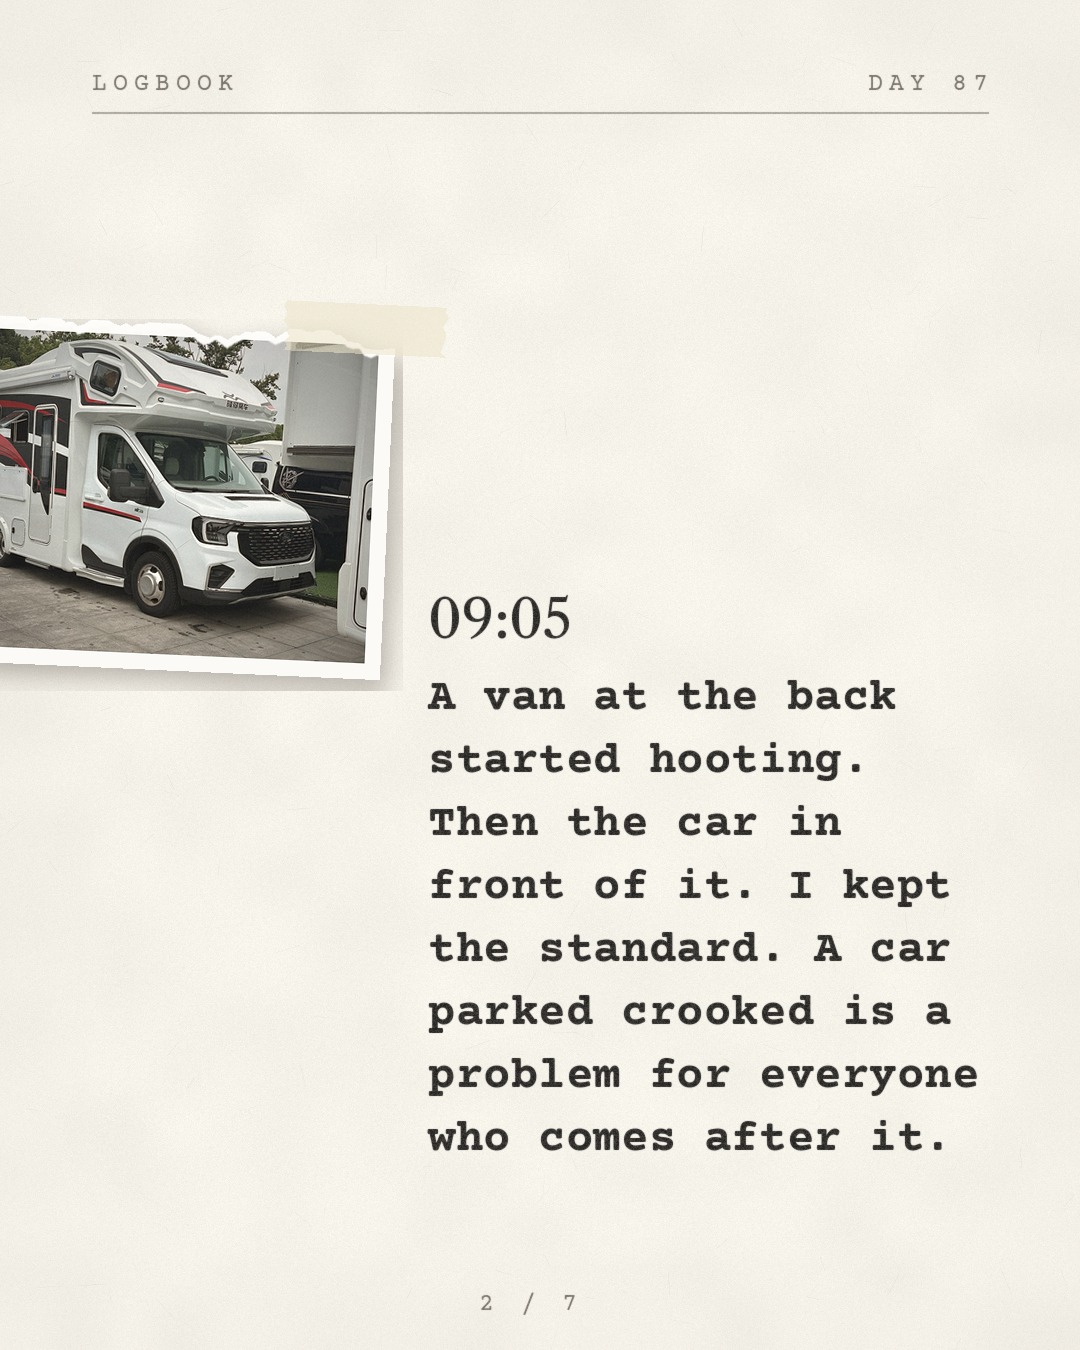 LOGBOOK
DAY 87
09:05
A van at the back
started hooting.
Then the car in
front of it. I kept
the standard. A car
parked crooked is a
problem for everyone
who comes after it.
2 / 7